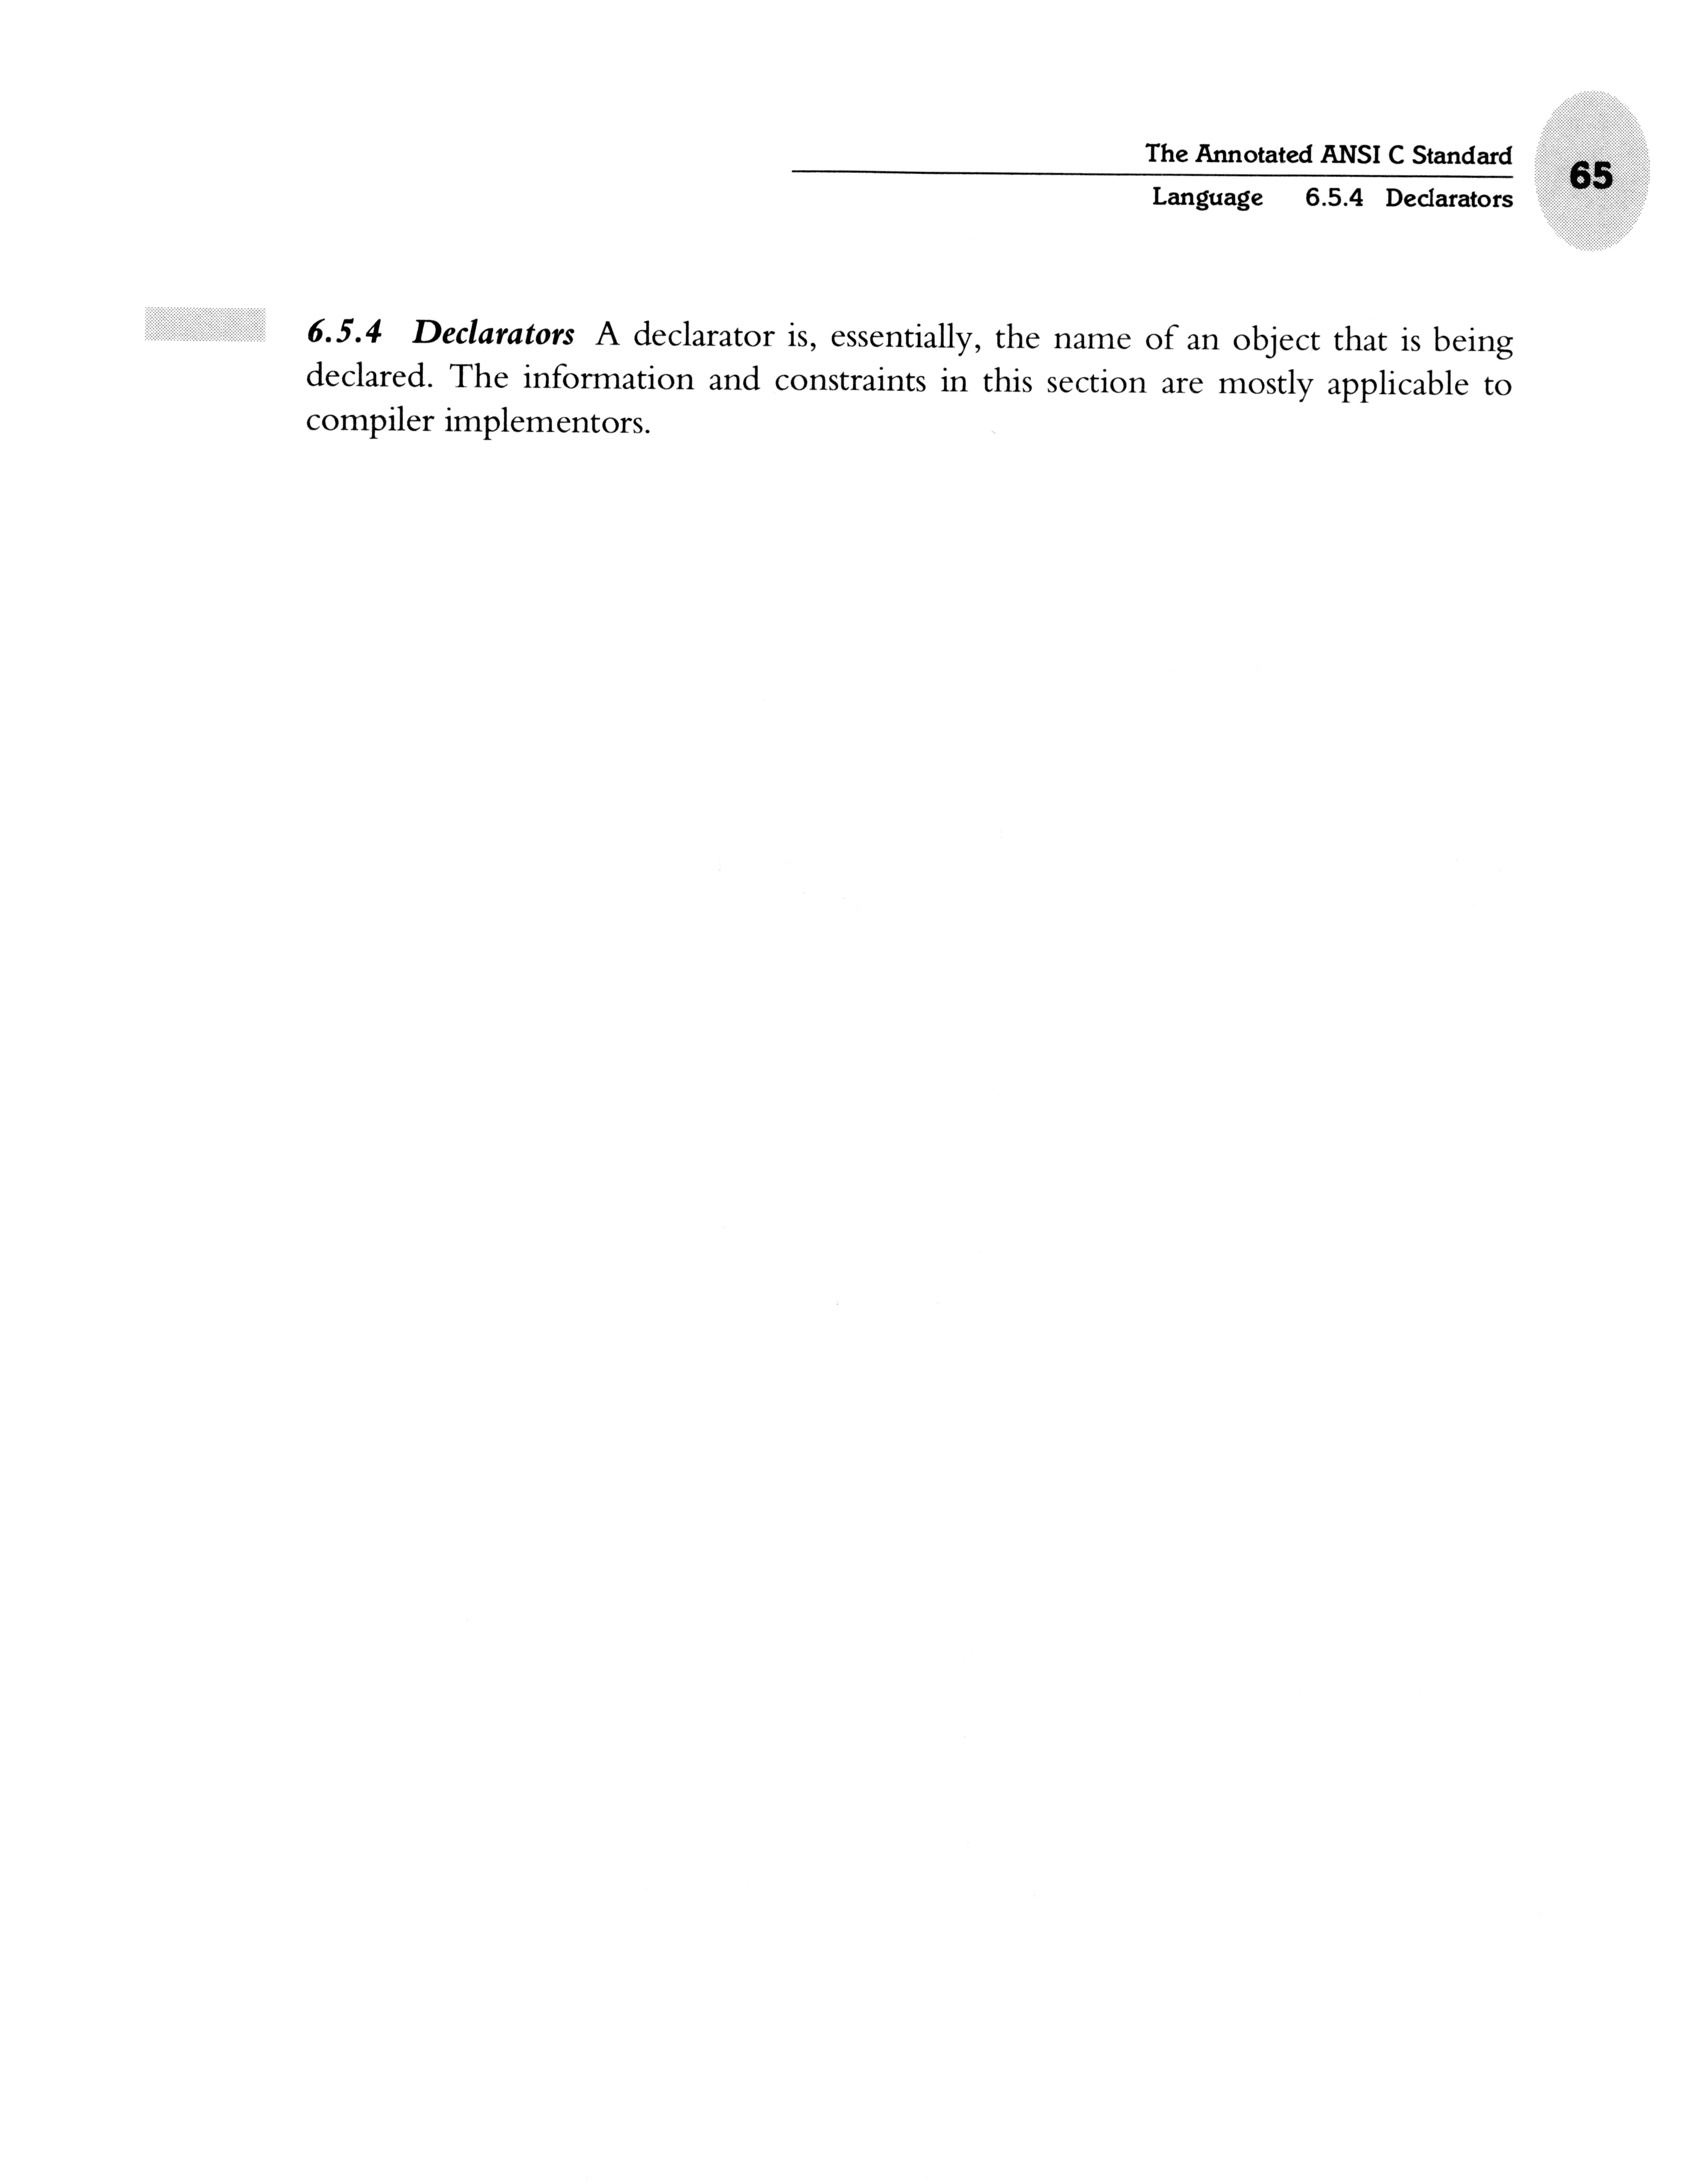 The Annotated ANSI C Standard
Language 6.5.4 Declarators
65
6.5.4 Declarators A declarator is, essentially, the name of an object that is being
declared. The information and constraints in this section are mostly applicable to
compiler implementors.